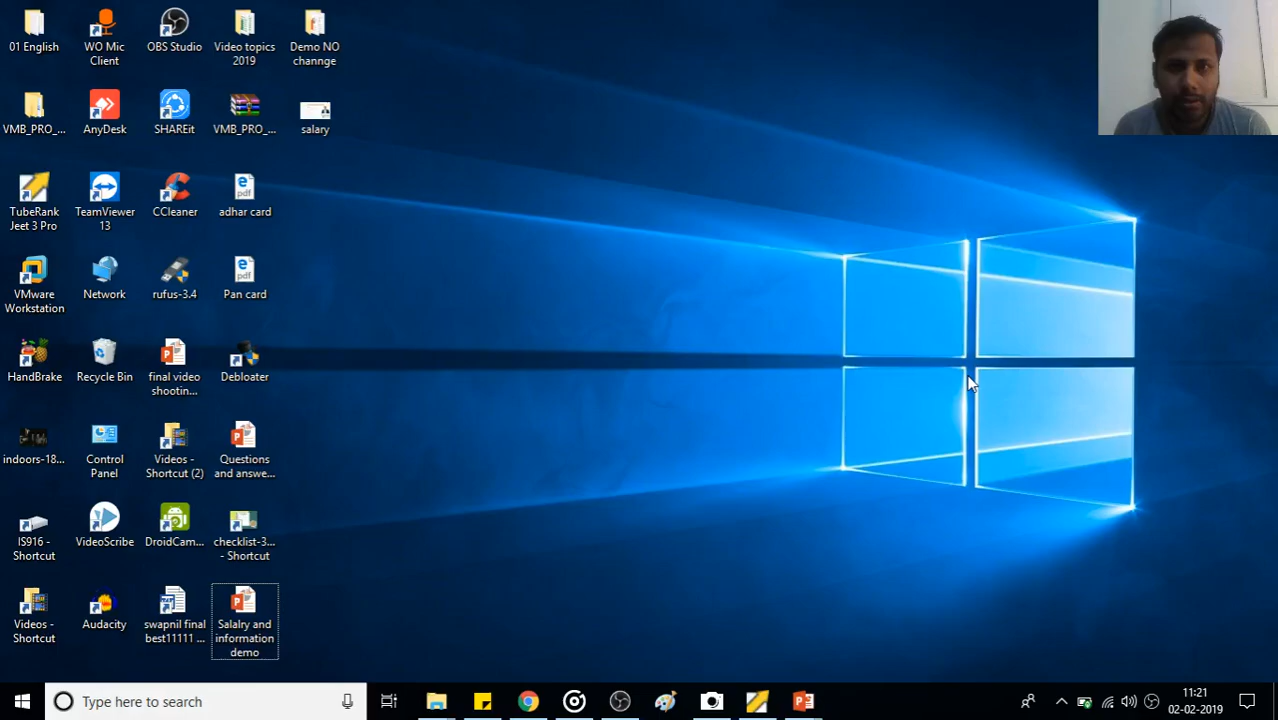 01 English
WO Mic
Client
OBS Studio
Video topics
2019
Demo NO
channge
VMB_PRO_...
AnyDesk
SHAREit
VMB_PRO_...
salary
TubeRank
Jeet 3 Pro
TeamViewer
13
CCleaner
adhar card
VMware
Workstation
Network
rufus-3.4
Pan card
HandBrake
Recycle Bin
final video
shootin...
Debloater
indoors-18...
Control
Panel
Videos -
Shortcut (2)
Questions
and answe...
IS916 -
Shortcut
VideoScribe
DroidCam...
checklist-3...
- Shortcut
Videos -
Shortcut
Audacity
swapnil final
best11111 ...
Salalry and
information
demo
Type here to search
11:21
02-02-2019